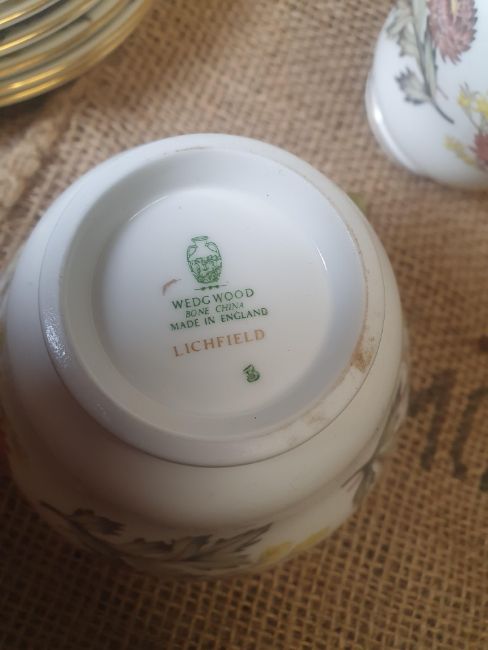 WEDGWOOD
BONE CHINA
MADE IN ENGLAND
LICHFIELD